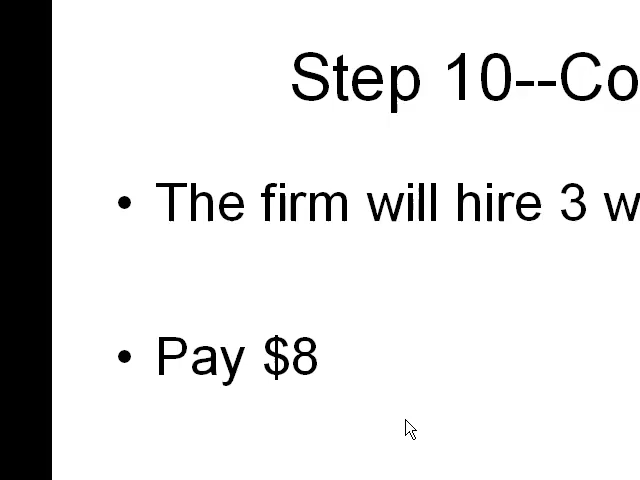 Step 10--Co
• The firm will hire 3 w
• Pay $8